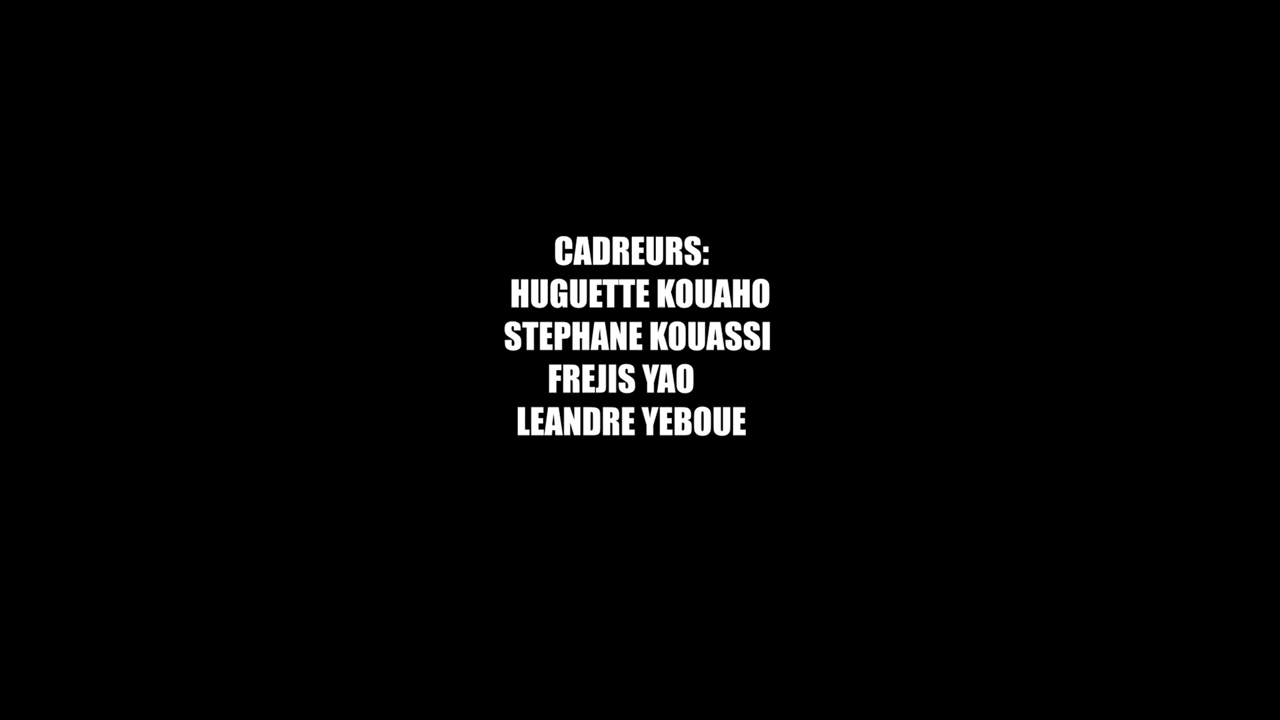 CADREURS:
HUGUETTE KOUAHO
STEPHANE KOUASSI
FREJIS YAO
LEANDRE YEBOUE